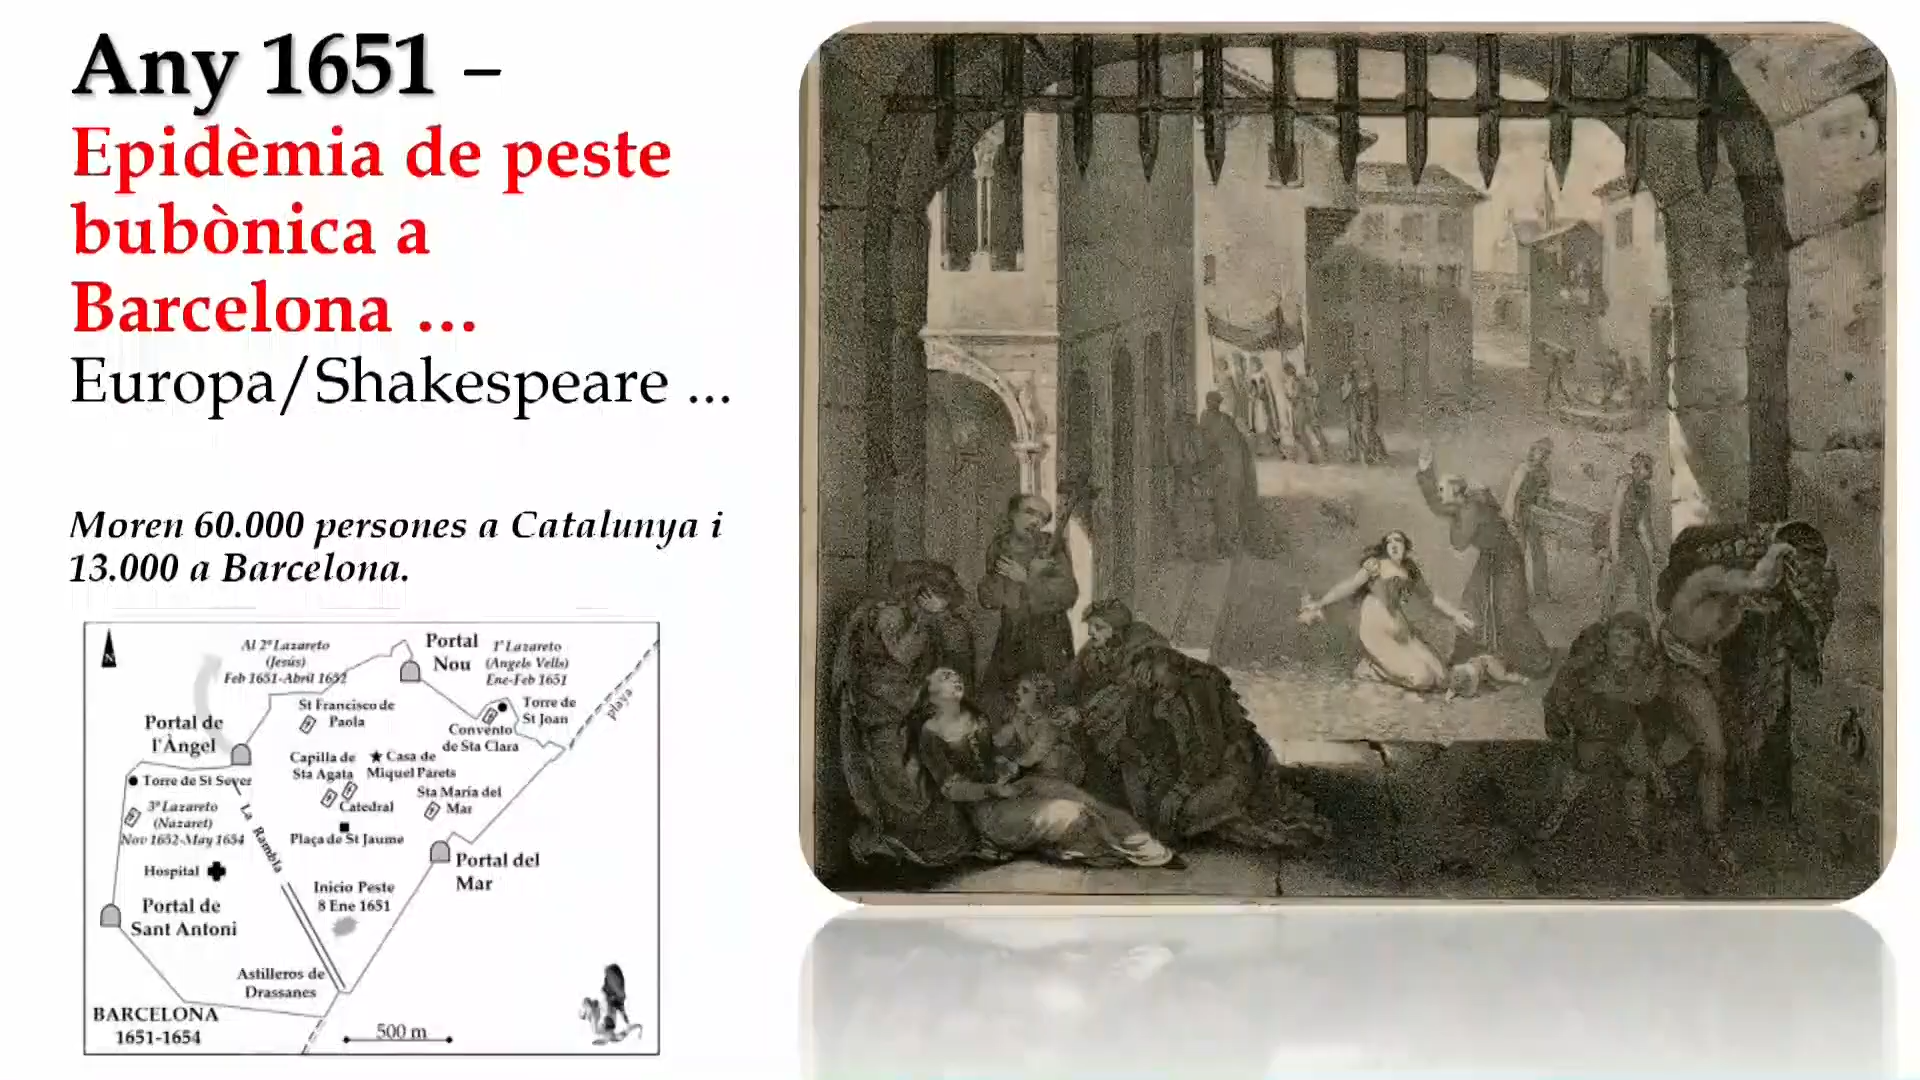 Any 1651 –
Epidèmia de peste
bubònica a
Barcelona ...
Europa/Shakespeare ...
Moren 60.000 persones a Catalunya i
13.000 a Barcelona.
N
Al 2º Lazareto
(Jesús)
Feb 1651-Abril 1652
Portal
Nou
1º Lazareto
(Angels Vells)
Ene-Feb 1651
playa
St Francisco de
Paola
Torre de
St Joan
Convento
de Sta Clara
Portal de
l'Àngel
Capilla de
Sta Agata
Casa de
Miquel Parets
Torre de St Sever
Catedral
Sta María del
Mar
3º Lazareto
(Nazaret)
Nov 1652-May 1654
La Rambla
Plaça de St Jaume
Portal del
Mar
Hospital
Inicio Peste
8 Ene 1651
Portal de
Sant Antoni
Astilleros de
Drassanes
BARCELONA
1651-1654
500 m